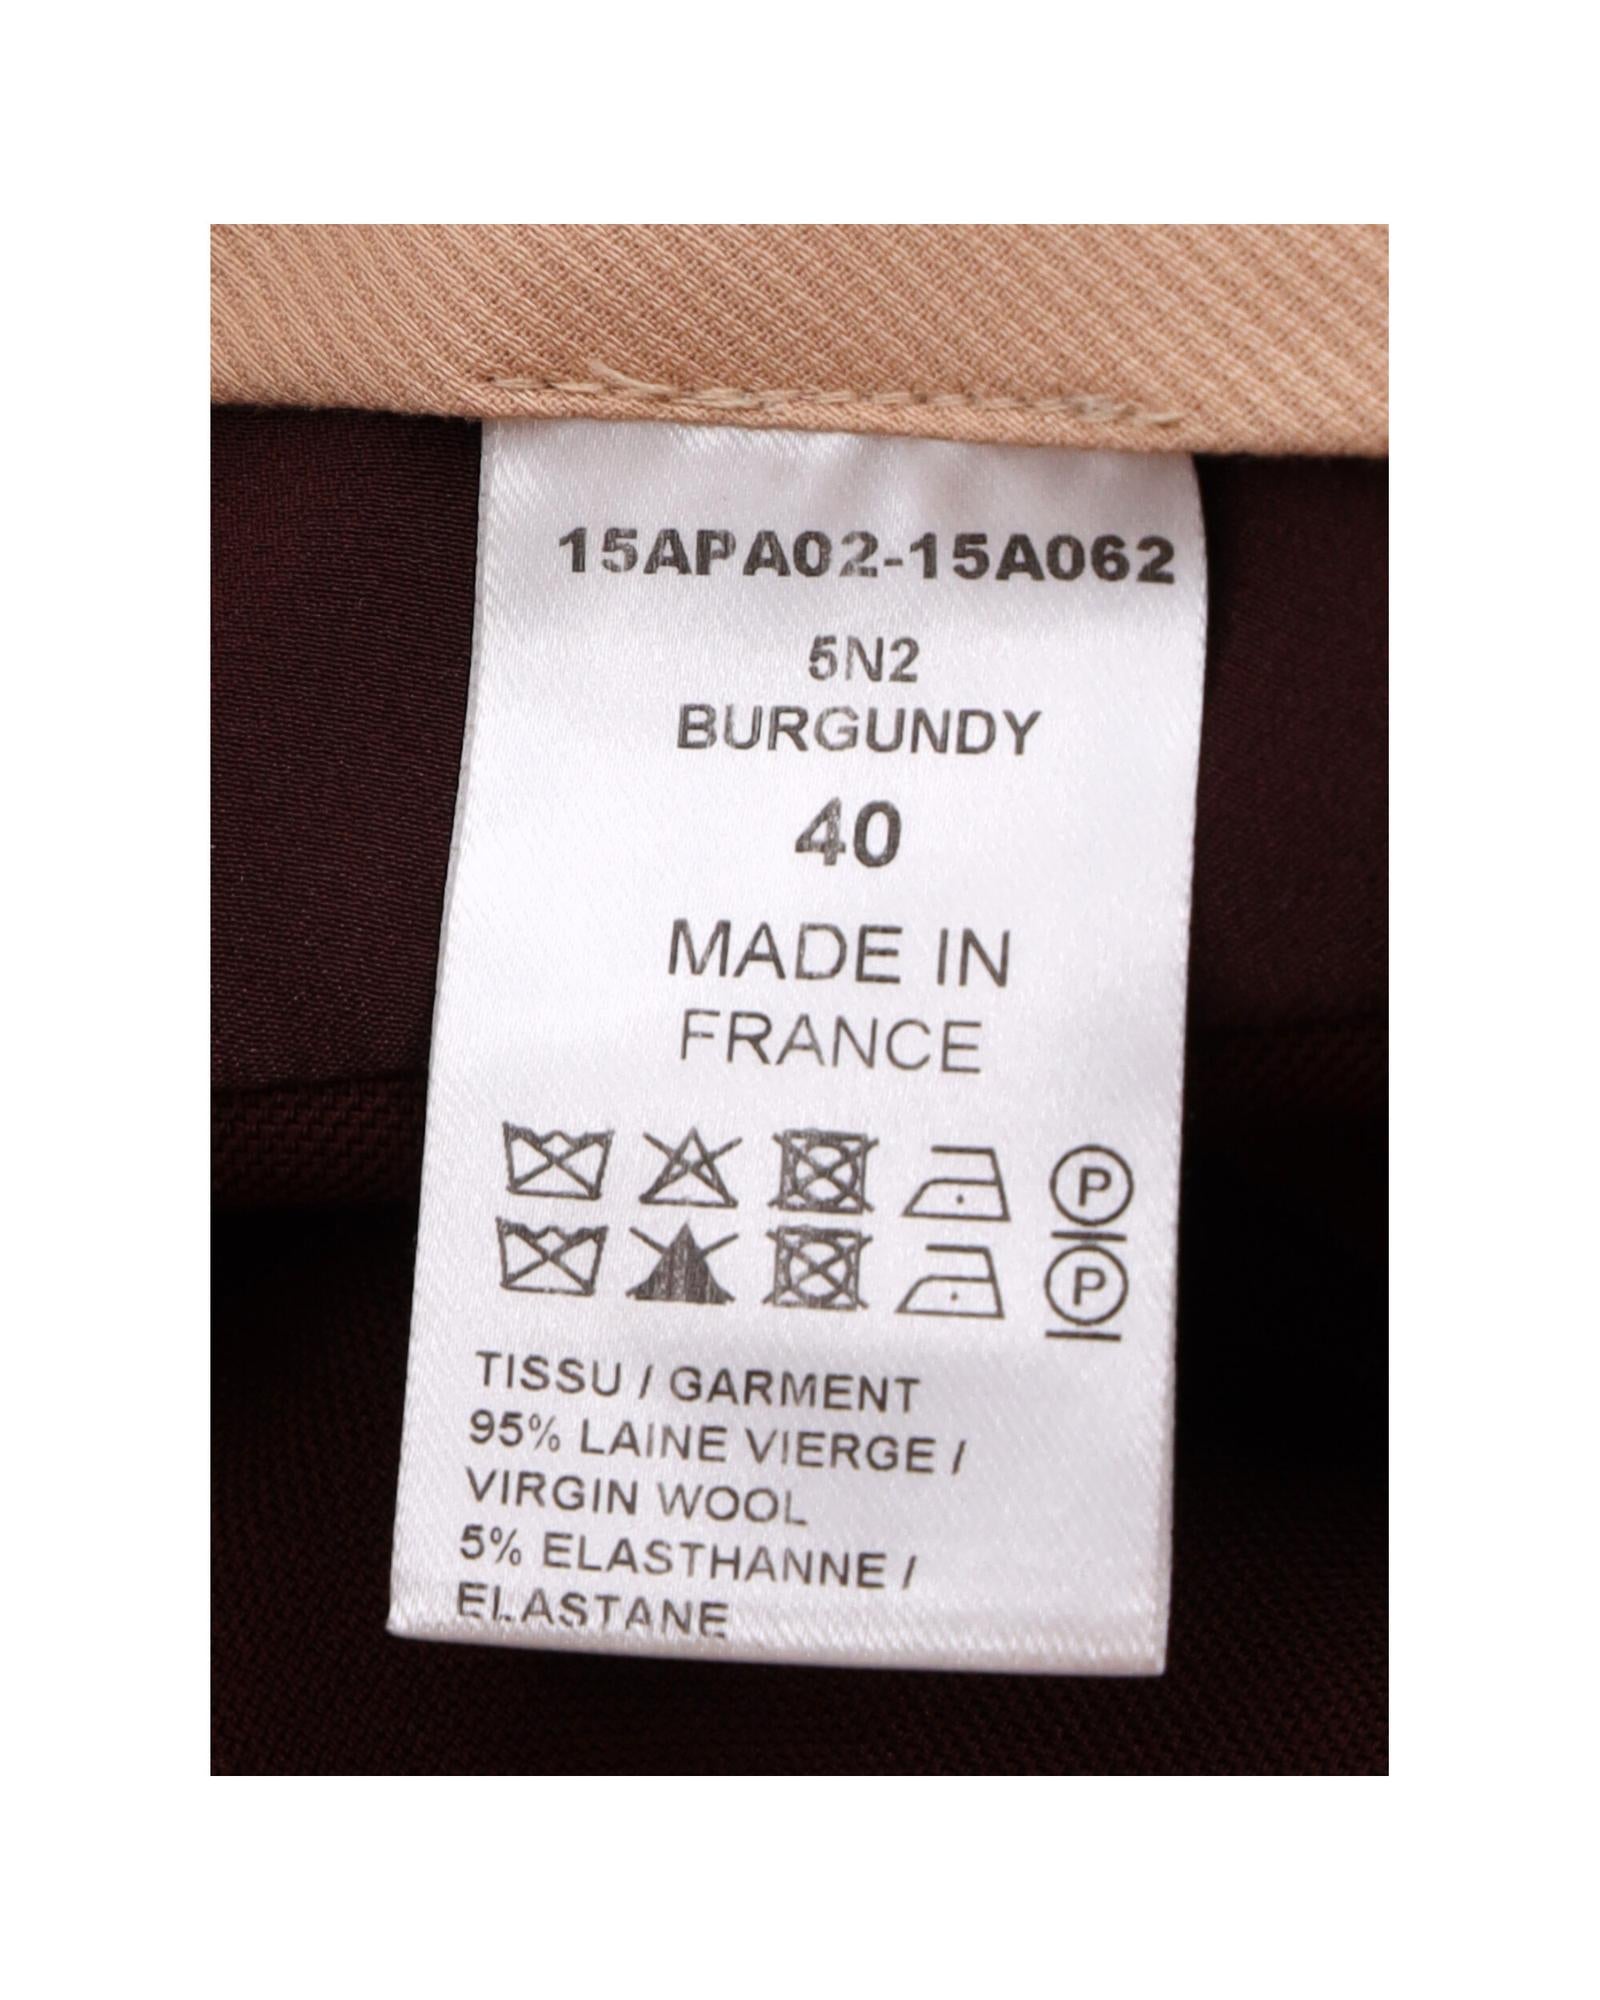 15APA02-15A062
5N2
BURGUNDY
40
MADE IN
FRANCE
P
P
TISSU / GARMENT
95% LAINE VIERGE /
VIRGIN WOOL
5% ELASTHANNE /
ELASTANE